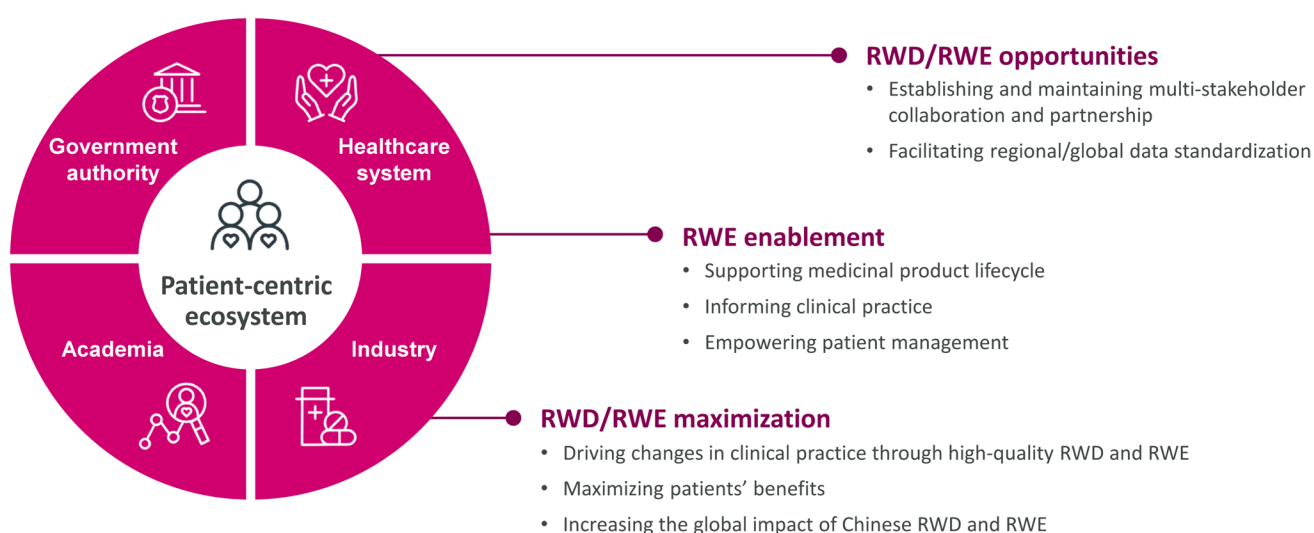 Government
authority
Healthcare
system
Patient-centric
ecosystem
Academia
Industry
RWD/RWE opportunities
• Establishing and maintaining multi-stakeholder
collaboration and partnership
• Facilitating regional/global data standardization
RWE enablement
• Supporting medicinal product lifecycle
• Informing clinical practice
• Empowering patient management
RWD/RWE maximization
• Driving changes in clinical practice through high-quality RWD and RWE
• Maximizing patients’ benefits
• Increasing the global impact of Chinese RWD and RWE